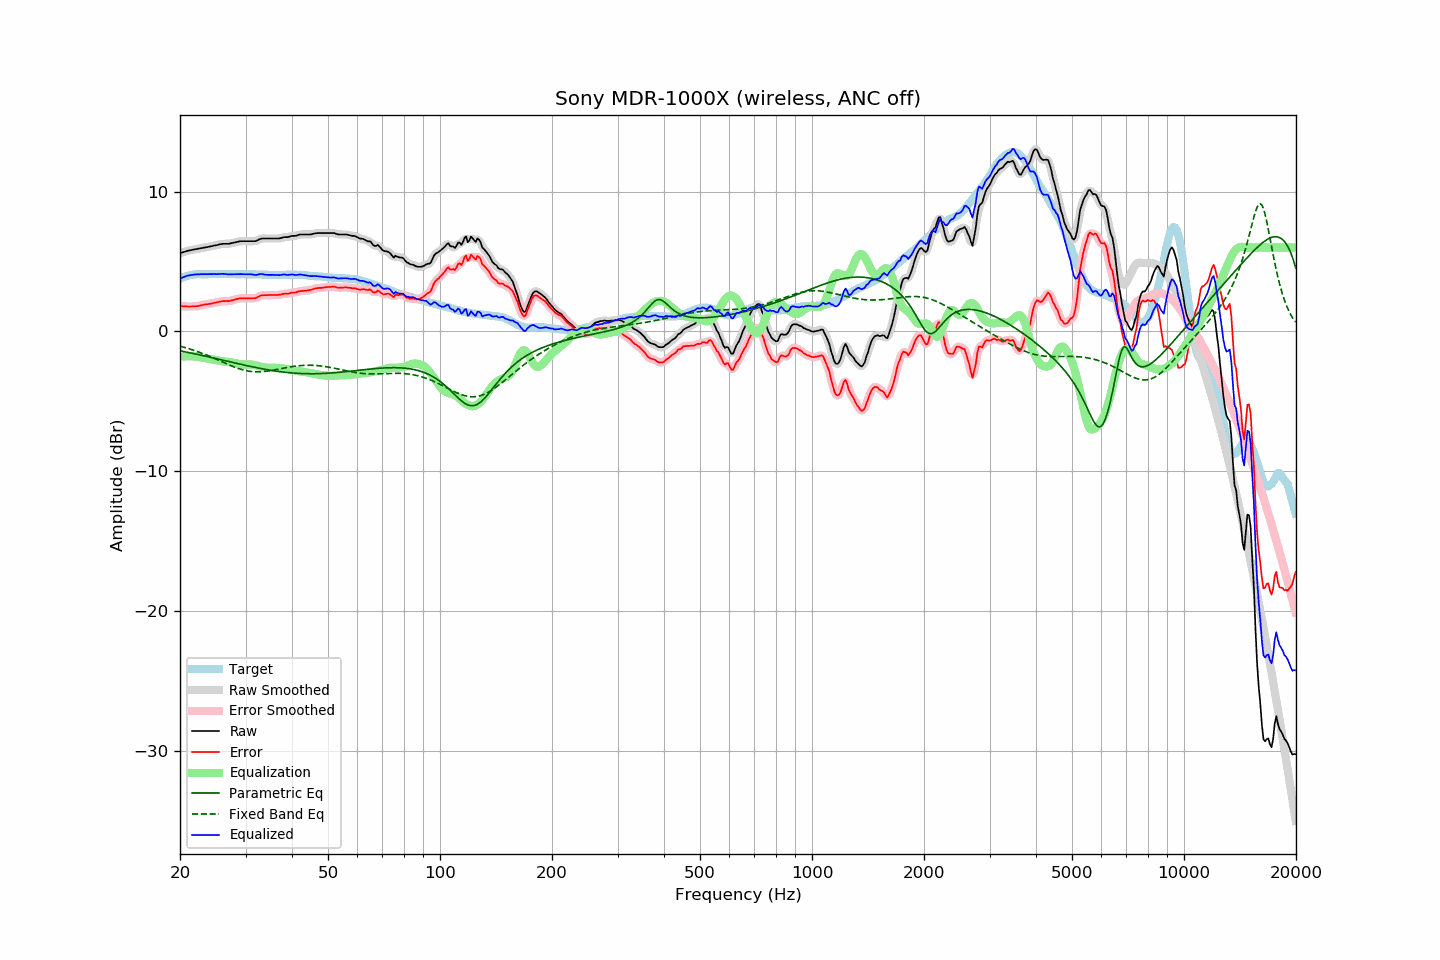 Sony MDR-1000X (wireless, ANC off)
10
0
−10
−20
−30
Amplitude (dBr)
Target
Raw Smoothed
Error Smoothed
Raw
Error
Equalization
Parametric Eq
Fixed Band Eq
Equalized
20 50 100 200 500 1000 2000 5000 10000 20000
Frequency (Hz)